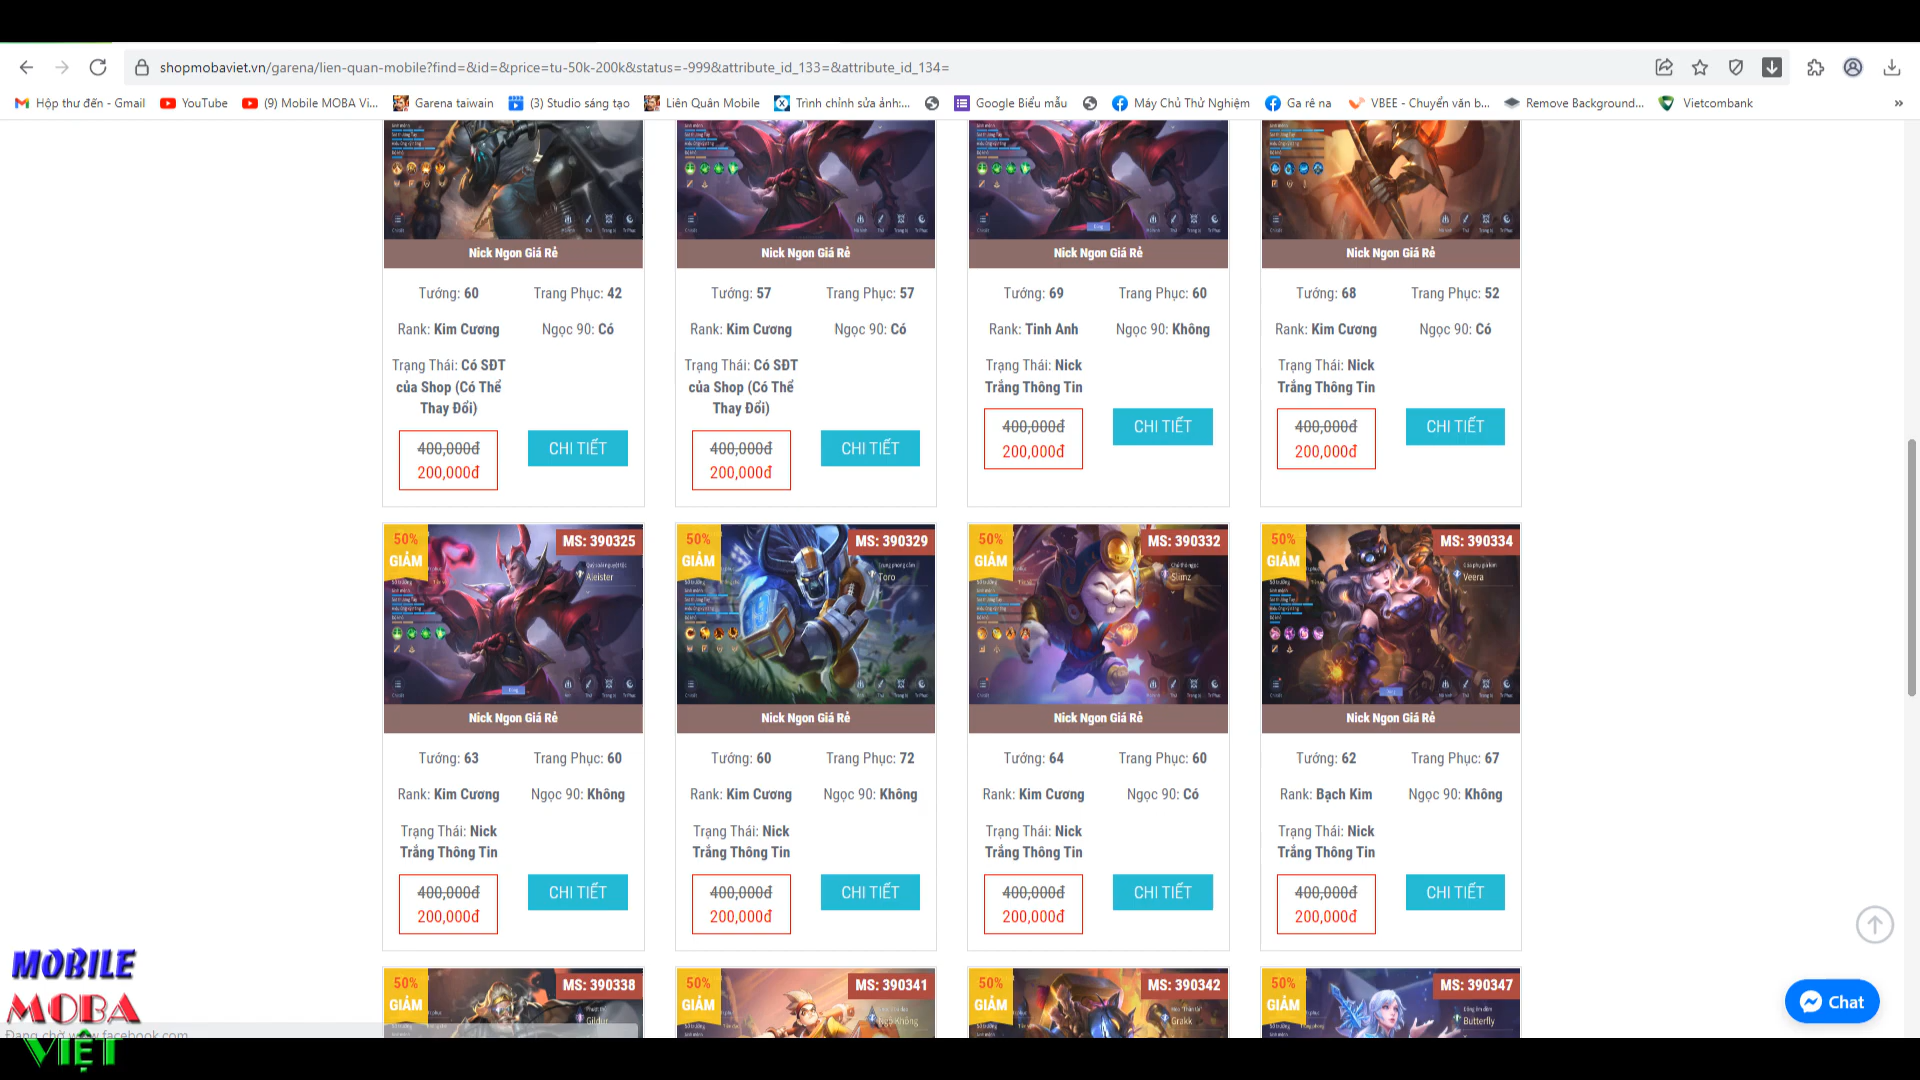 shopmobaviet.vn/garena/lien-quan-mobile?find=&id=&price=tu-50k-200k&status=-999&attribute_id_133=&attribute_id_134=
Hộp thư đến - Gmail YouTube (9) Mobile MOBA Vi... Garena taiwain (3) Studio sáng tạo Liên Quân Mobile Trình chỉnh sửa ảnh:... Google Biểu mẫu Máy Chủ Thử Nghiệm Ga rê na VBEE - Chuyển văn b... Remove Background... Vietcombank
Nick Ngon Giá Rẻ Nick Ngon Giá Rẻ Nick Ngon Giá Rẻ Nick Ngon Giá Rẻ
Tướng: 60 Trang Phục: 42 Tướng: 57 Trang Phục: 57 Tướng: 69 Trang Phục: 60 Tướng: 68 Trang Phục: 52
Rank: Kim Cương Ngọc 90: Có Rank: Kim Cương Ngọc 90: Có Rank: Tinh Anh Ngọc 90: Không Rank: Kim Cương Ngọc 90: Có
Trạng Thái: Có SĐT Trạng Thái: Có SĐT Trạng Thái: Nick Trạng Thái: Nick
của Shop (Có Thể của Shop (Có Thể Trắng Thông Tin Trắng Thông Tin
Thay Đổi) Thay Đổi)
400,000đ CHI TIẾT 400,000đ CHI TIẾT 400,000đ CHI TIẾT 400,000đ CHI TIẾT
200,000đ 200,000đ 200,000đ 200,000đ
50% MS: 390325 50% MS: 390329 50% MS: 390332 50% MS: 390334
GIẢM GIẢM GIẢM GIẢM
Aleister Toro Slimz Veera
Nick Ngon Giá Rẻ Nick Ngon Giá Rẻ Nick Ngon Giá Rẻ Nick Ngon Giá Rẻ
Tướng: 63 Trang Phục: 60 Tướng: 60 Trang Phục: 72 Tướng: 64 Trang Phục: 60 Tướng: 62 Trang Phục: 67
Rank: Kim Cương Ngọc 90: Không Rank: Kim Cương Ngọc 90: Không Rank: Kim Cương Ngọc 90: Có Rank: Bạch Kim Ngọc 90: Không
Trạng Thái: Nick Trạng Thái: Nick Trạng Thái: Nick Trạng Thái: Nick
Trắng Thông Tin Trắng Thông Tin Trắng Thông Tin Trắng Thông Tin
400,000đ CHI TIẾT 400,000đ CHI TIẾT 400,000đ CHI TIẾT 400,000đ CHI TIẾT
200,000đ 200,000đ 200,000đ 200,000đ
50% MS: 390338 50% MS: 390341 50% MS: 390342 50% MS: 390347
GIẢM GIẢM GIẢM GIẢM
Gildur Ngộ Không Grakk Butterfly
Chat
MOBILE
MOBA
Đang chờ www.facebook.com
VIỆT